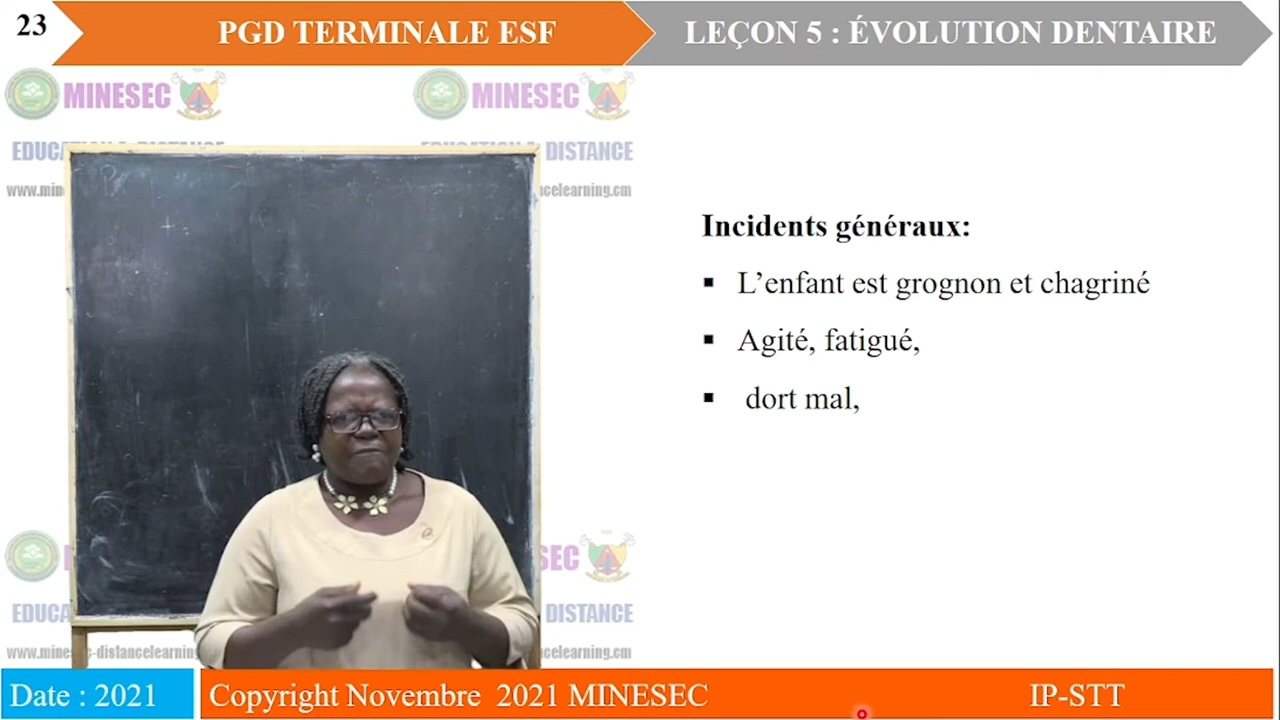 23
PGD TERMINALE ESF
LEÇON 5 : ÉVOLUTION DENTAIRE
MINESEC
MINESEC
DISTANCE
Incidents généraux:
▪ L’enfant est grognon et chagriné
▪ Agité, fatigué,
▪ dort mal,
DISTANCE
Date : 2021
Copyright Novembre 2021 MINESEC
IP-STT